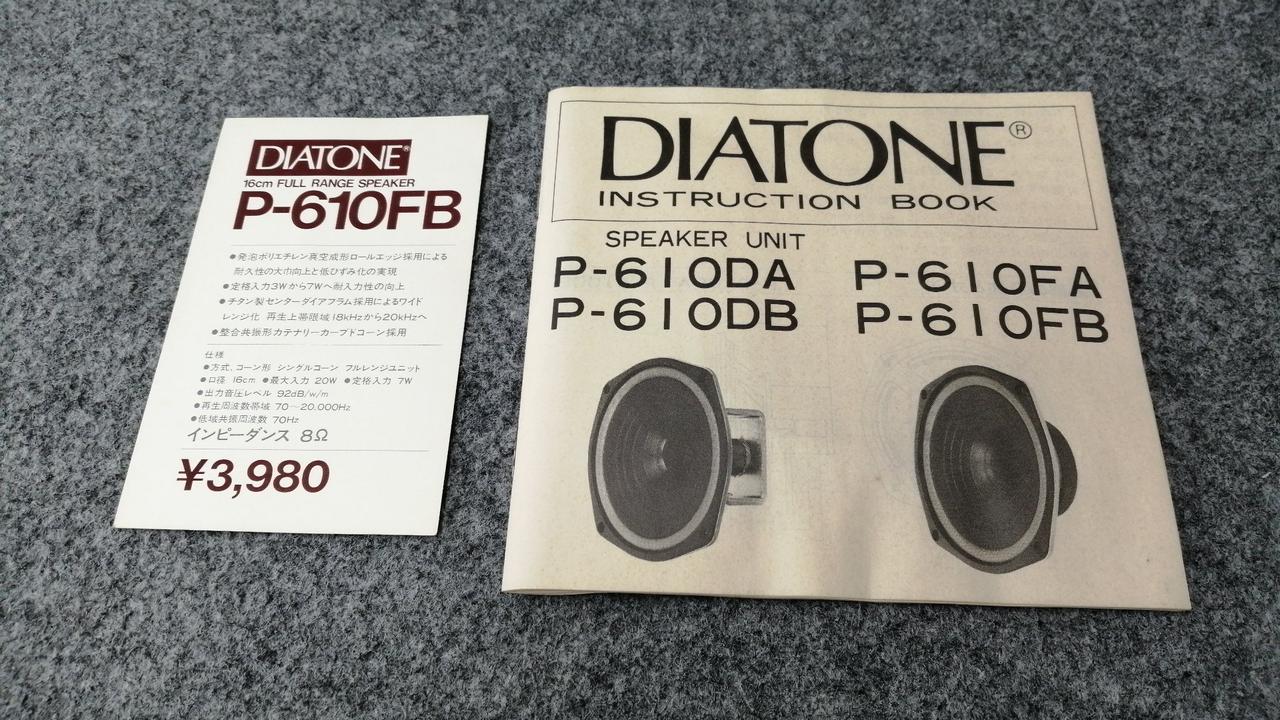 DIATONE®
16cm FULL RANGE SPEAKER
P-610FB
●発泡ポリエチレン真空成形ロールエッジ採用による
耐久性の大巾向上と低ひずみ化の実現
●定格入力3Wから7Wへ耐入力性の向上
●チタン製センターダイアフラム採用によるワイド
レンジ化 再生上帯限域18kHzから20kHzへ
●整合共振形カテナリーカーブドコーン採用
仕様
●方式、コーン形 シングルコーン フルレンジユニット
●口径 16cm ●最大入力 20W ●定格入力 7W
●出力音圧レベル 92dB/w/m
●再生周波数帯域 70〜20.000Hz
●低域共振周波数 70Hz
インピーダンス 8Ω
¥3,980
DIATONE®
INSTRUCTION BOOK
SPEAKER UNIT
P-610DA P-610FA
P-610DB P-610FB